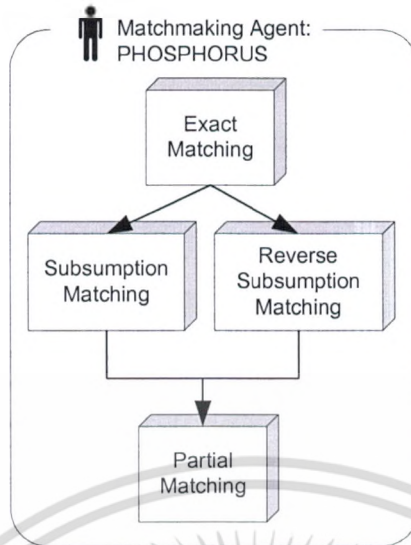 Matchmaking Agent:
PHOSPHORUS
Exact
Matching
Subsumption
Matching
Reverse
Subsumption
Matching
Partial
Matching